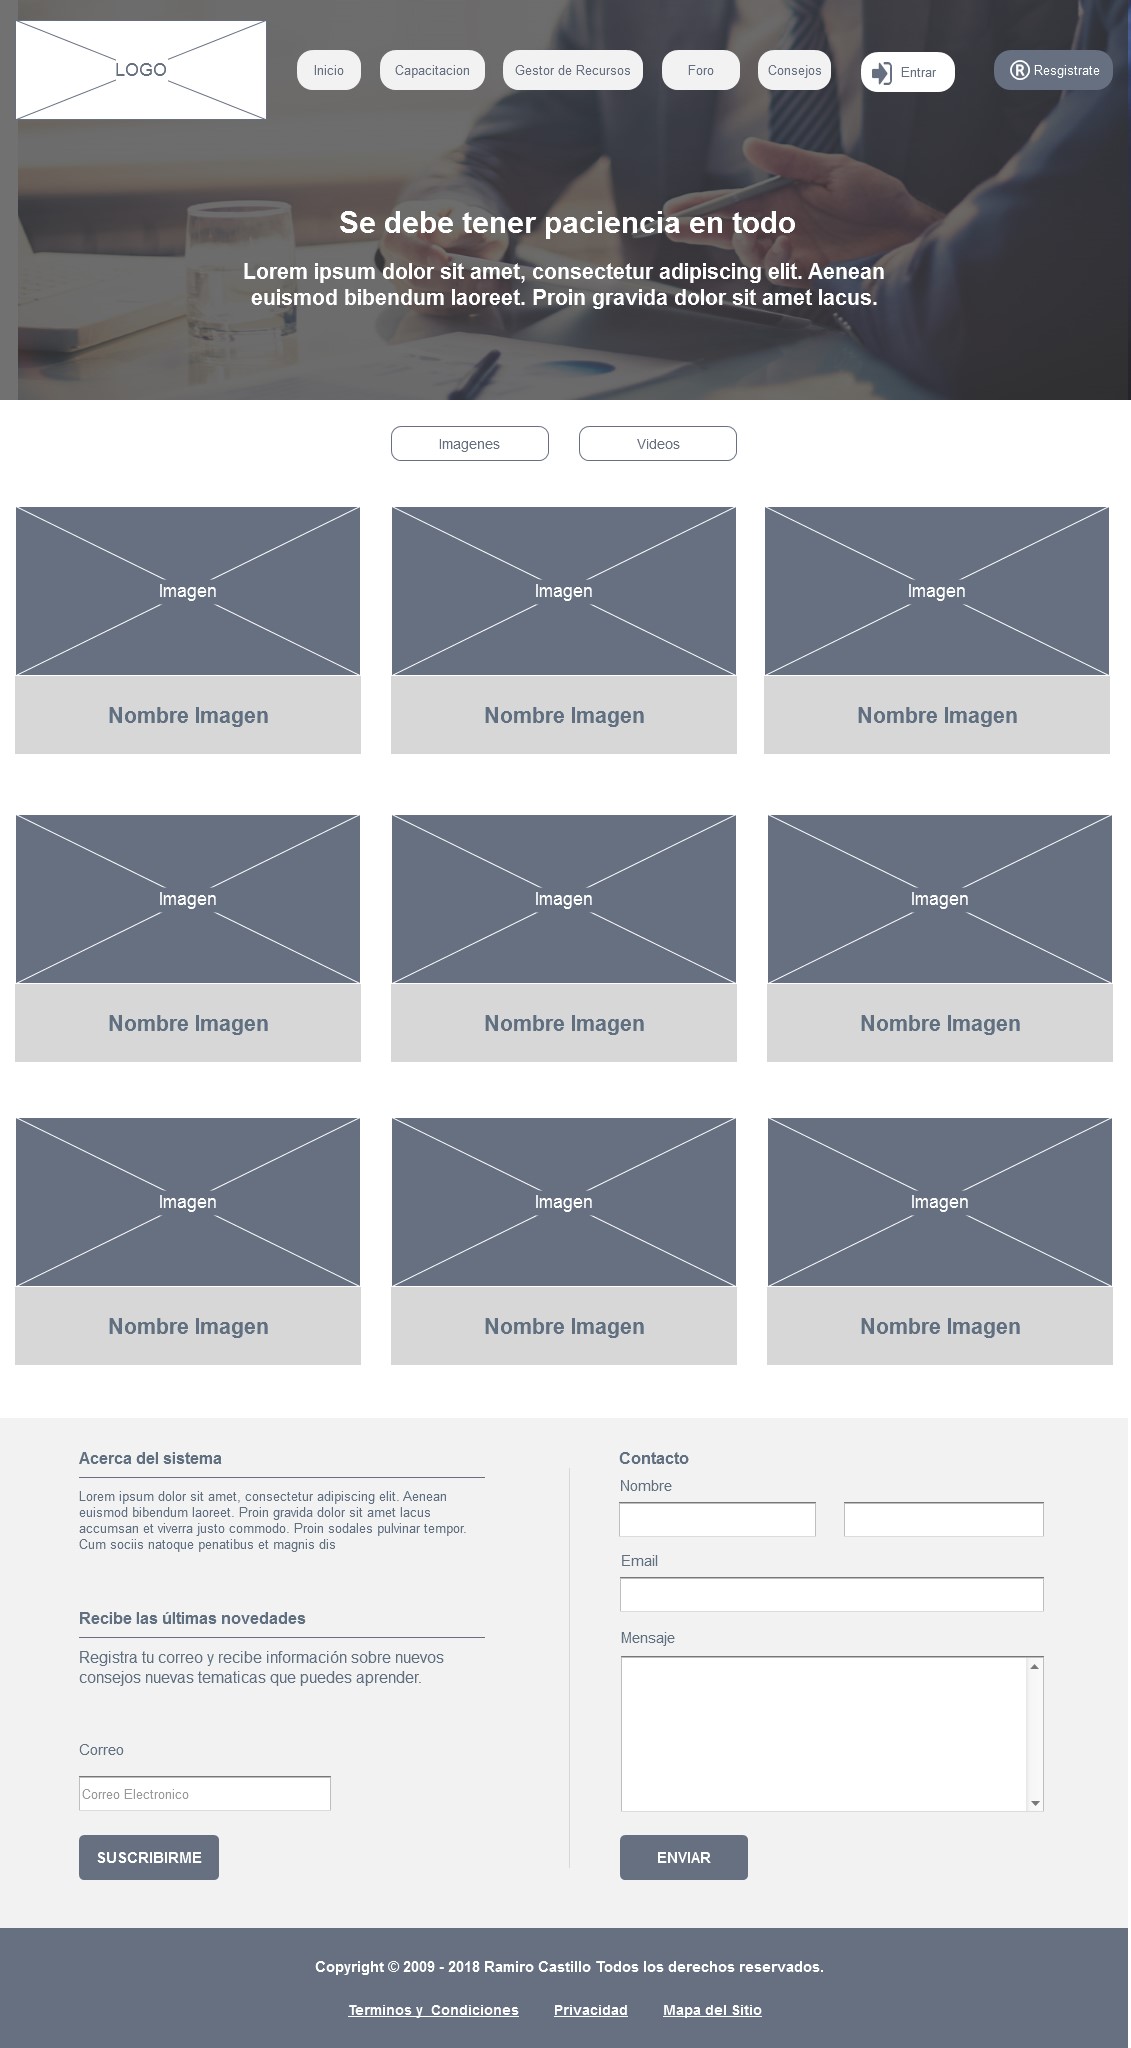 LOGO
Inicio
Capacitacion
Gestor de Recursos
Foro
Consejos
Entrar
® Resgistrate
Se debe tener paciencia en todo
Lorem ipsum dolor sit amet, consectetur adipiscing elit. Aenean
euismod bibendum laoreet. Proin gravida dolor sit amet lacus.
Imagenes
Videos
Imagen
Imagen
Imagen
Nombre Imagen
Nombre Imagen
Nombre Imagen
Imagen
Imagen
Imagen
Nombre Imagen
Nombre Imagen
Nombre Imagen
Imagen
Imagen
Imagen
Nombre Imagen
Nombre Imagen
Nombre Imagen
Acerca del sistema
Lorem ipsum dolor sit amet, consectetur adipiscing elit. Aenean
euismod bibendum laoreet. Proin gravida dolor sit amet lacus
accumsan et viverra justo commodo. Proin sodales pulvinar tempor.
Cum sociis natoque penatibus et magnis dis
Recibe las últimas novedades
Registra tu correo y recibe información sobre nuevos
consejos nuevas tematicas que puedes aprender.
Correo
Correo Electronico
SUSCRIBIRME
Contacto
Nombre
Email
Mensaje
ENVIAR
Copyright © 2009 - 2018 Ramiro Castillo Todos los derechos reservados.
Terminos y  Condiciones
Privacidad
Mapa del Sitio